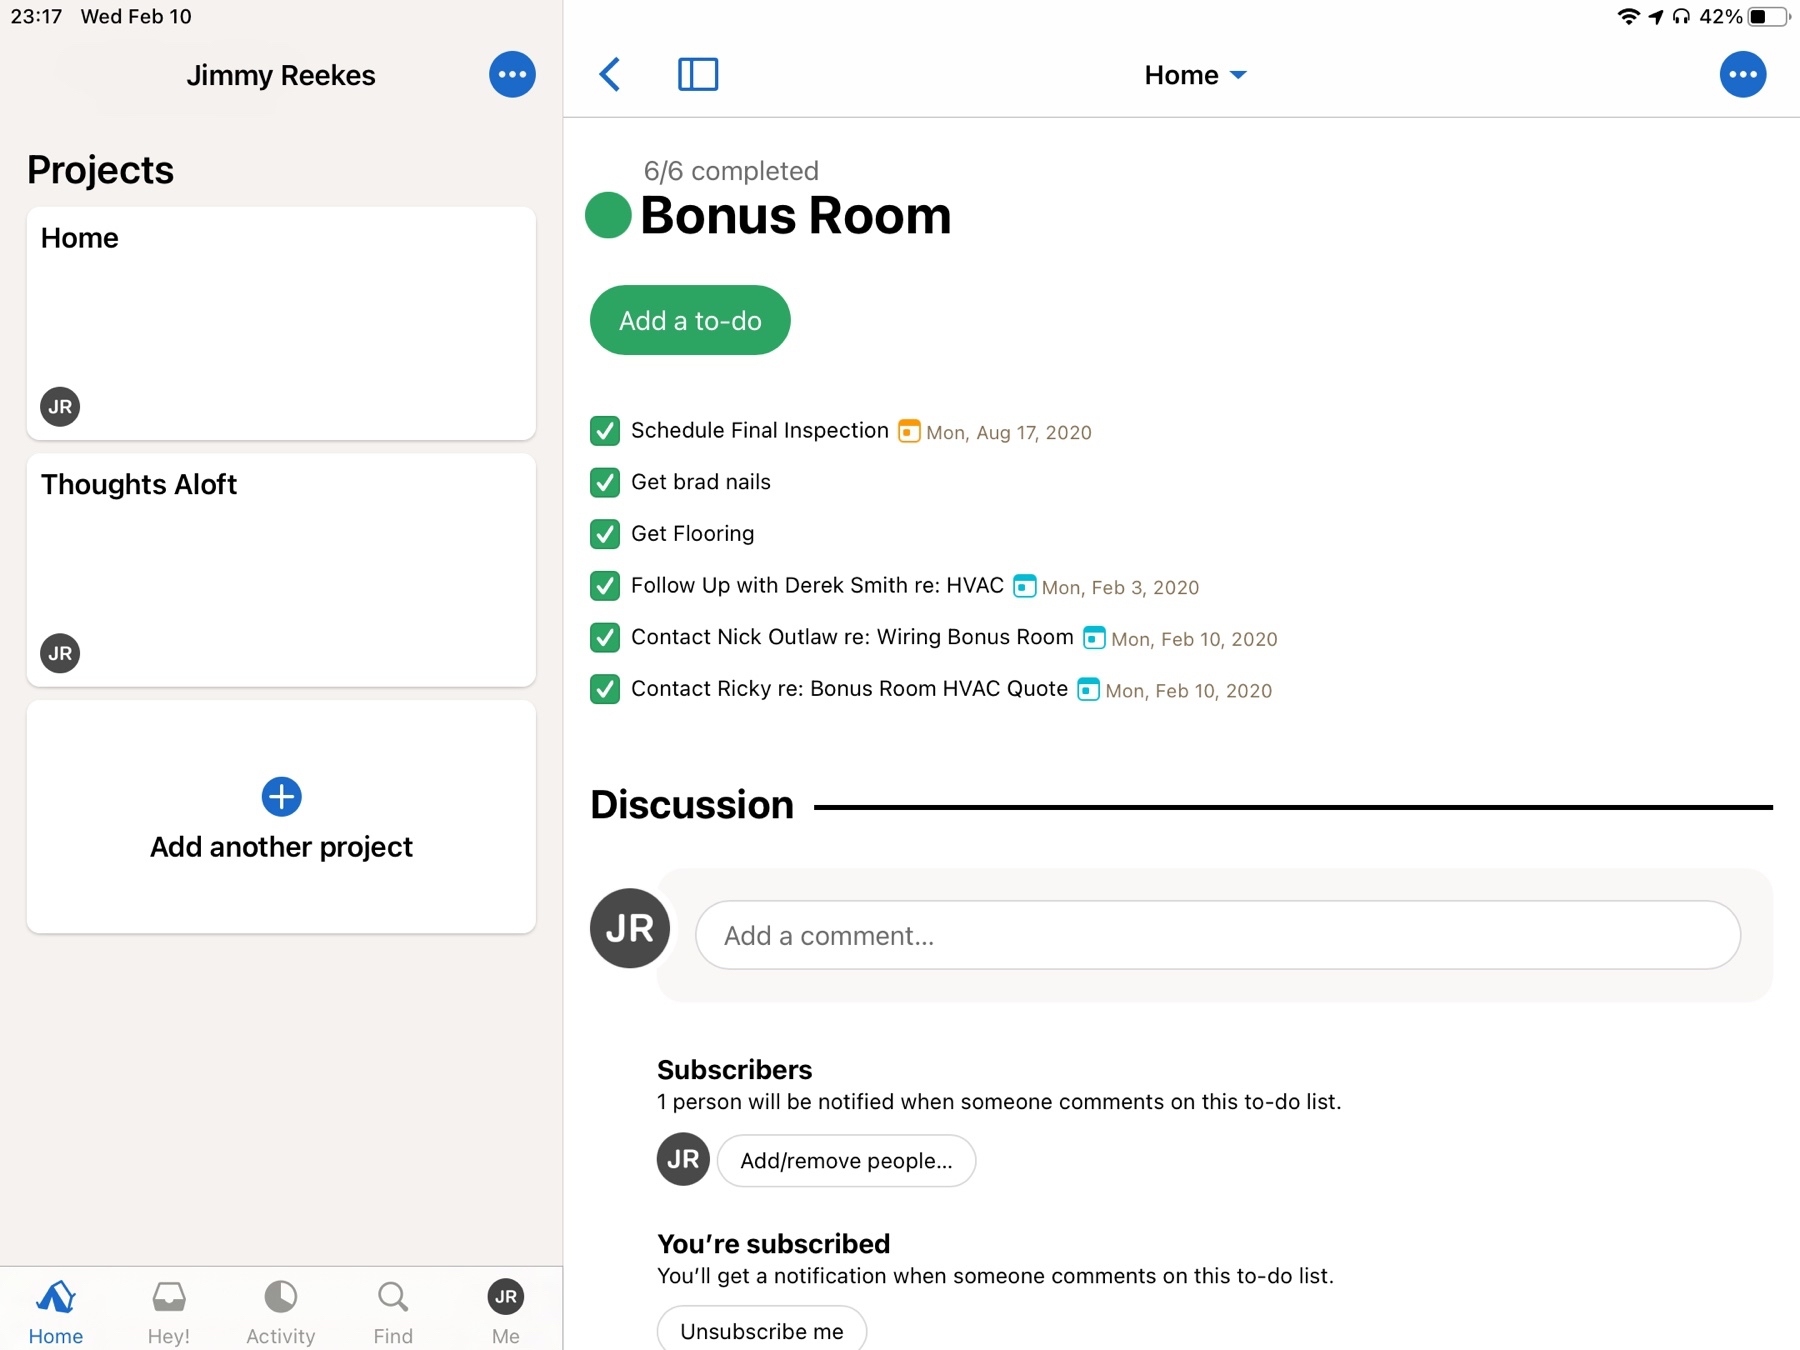 23:17 Wed Feb 10
42%
Jimmy Reekes
Projects
Home
JR
Thoughts Aloft
JR
Add another project
Home
Hey!
Activity
Find
JR
Me
Home
6/6 completed
Bonus Room
Add a to-do
Schedule Final Inspection Mon, Aug 17, 2020
Get brad nails
Get Flooring
Follow Up with Derek Smith re: HVAC Mon, Feb 3, 2020
Contact Nick Outlaw re: Wiring Bonus Room Mon, Feb 10, 2020
Contact Ricky re: Bonus Room HVAC Quote Mon, Feb 10, 2020
Discussion
JR
Add a comment...
Subscribers
1 person will be notified when someone comments on this to-do list.
JR
Add/remove people...
You’re subscribed
You’ll get a notification when someone comments on this to-do list.
Unsubscribe me